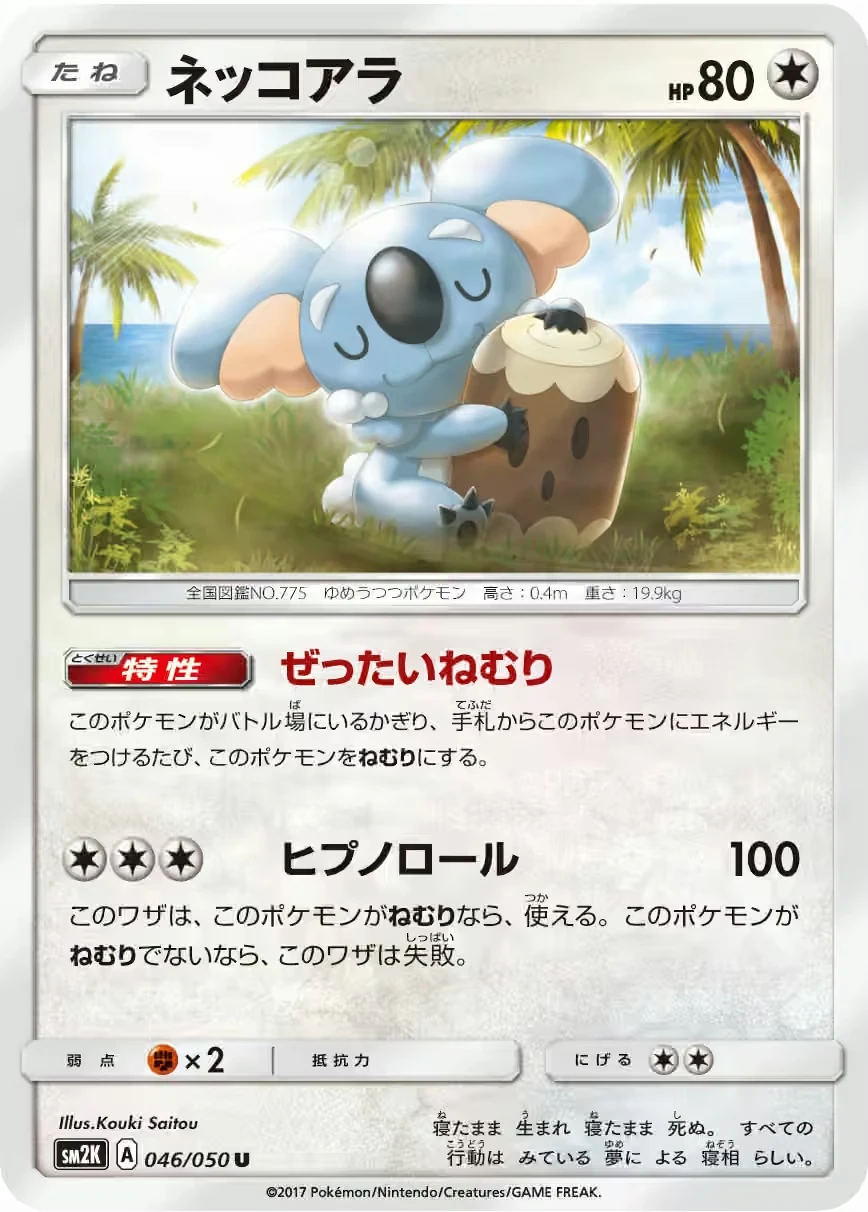 たね ネッコアラ HP80
全国図鑑NO.775 ゆめうつつポケモン 高さ:0.4m 重さ:19.9kg
とくせい 特性 ぜったいねむり
このポケモンがバトル場にいるかぎり、手札からこのポケモンにエネルギー
をつけるたび、このポケモンをねむりにする。
ヒプノロール 100
このワザは、このポケモンがねむりなら、使える。このポケモンが
ねむりでないなら、このワザは失敗。
弱点 ×2 抵抗力 にげる
Illus.Kouki Saitou
寝たまま 生まれ 寝たまま 死ぬ。 すべての
行動は みている 夢に よる 寝相 らしい。
SM2K A 046/050 U
©2017 Pokémon/Nintendo/Creatures/GAME FREAK.